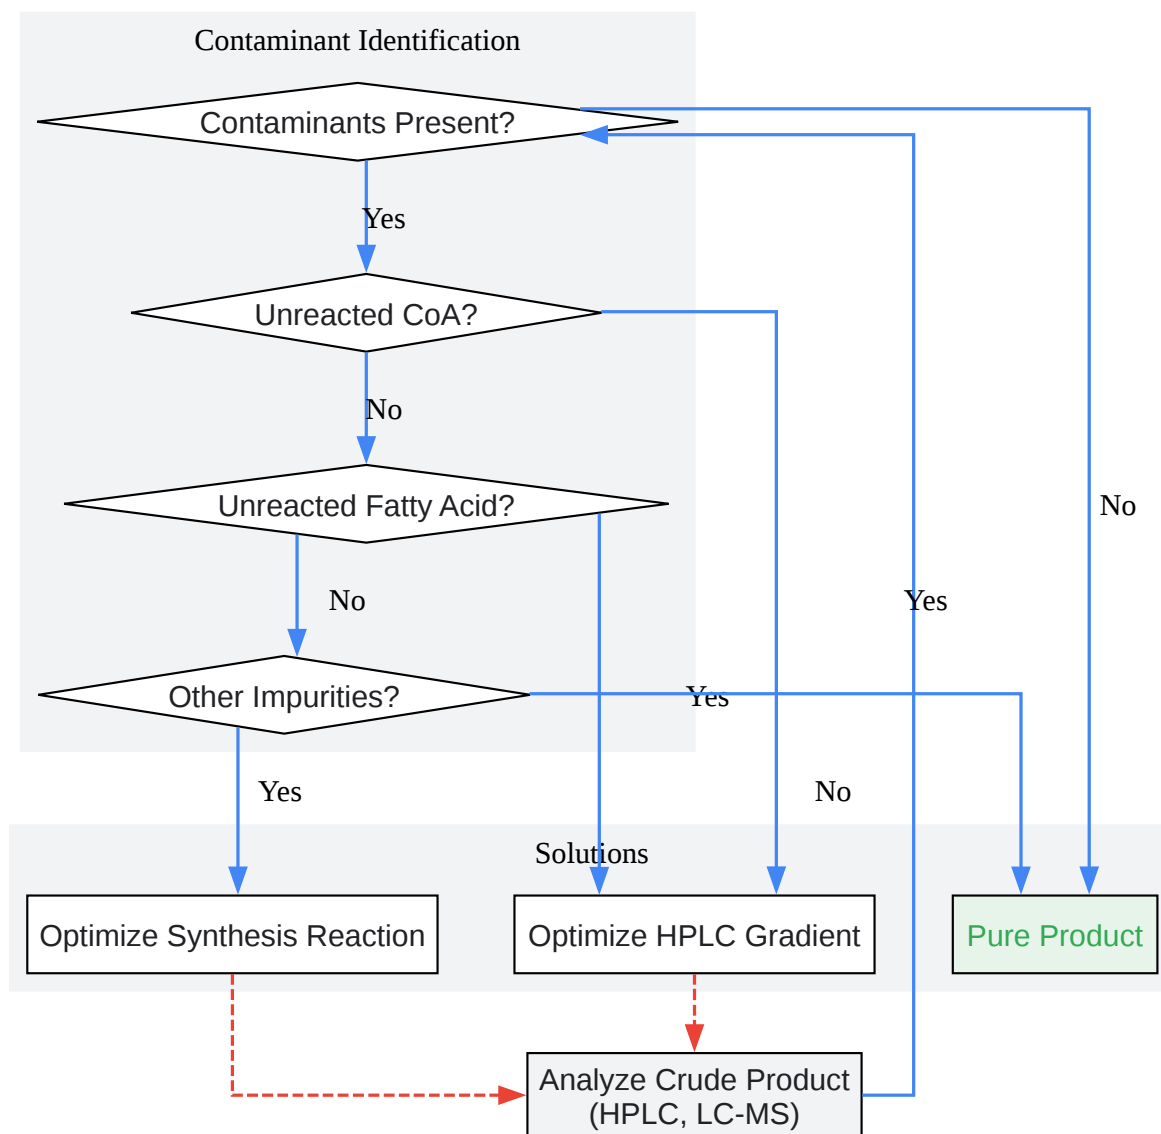 Contaminant Identification
Contaminants Present?
Yes
Unreacted CoA?
No
Unreacted Fatty Acid?
No
No
Yes
Other Impurities?
Yes
Yes
No
Solutions
Optimize Synthesis Reaction
Optimize HPLC Gradient
Pure Product
Analyze Crude Product
(HPLC, LC-MS)